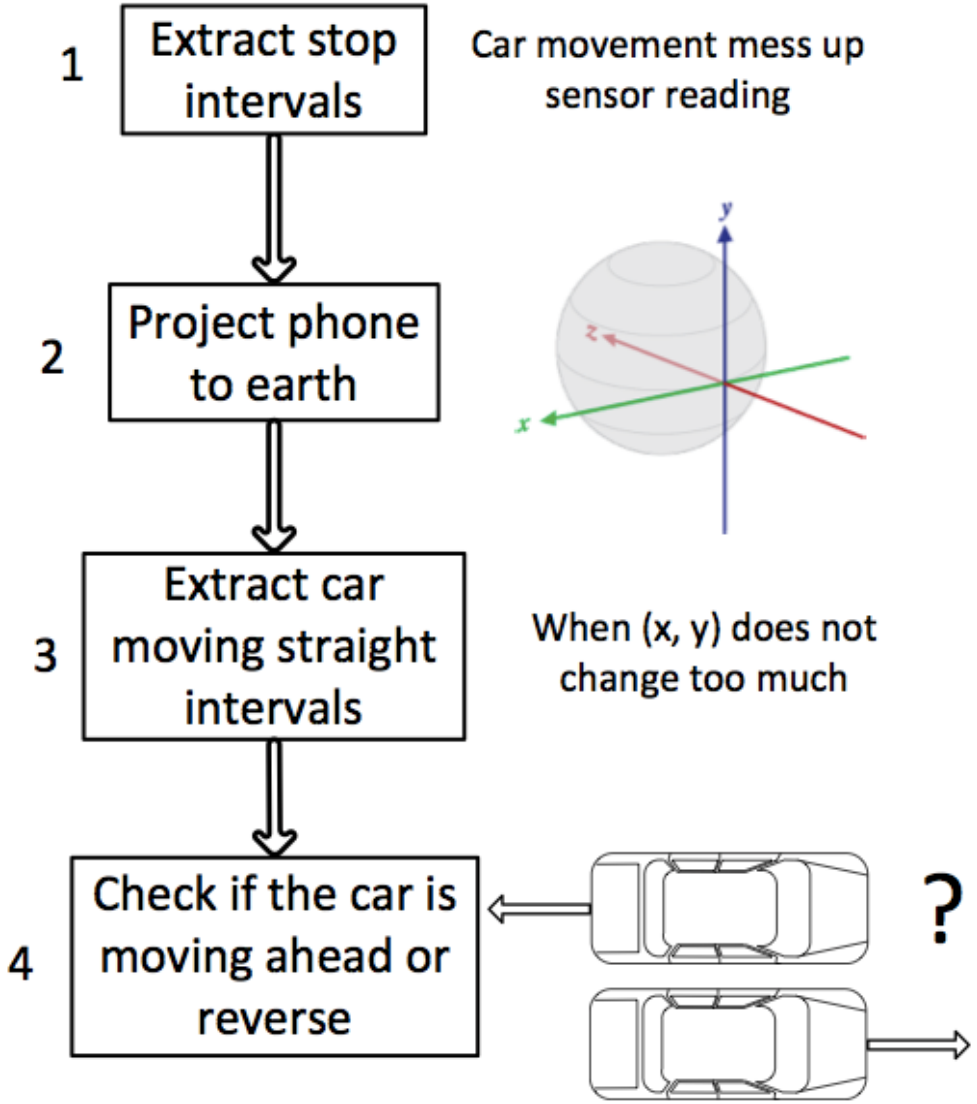 1
Extract stop
intervals
Car movement mess up
sensor reading
2
Project phone
to earth
y
z
x
3
Extract car
moving straight
intervals
When (x, y) does not
change too much
4
Check if the car is
moving ahead or
reverse
?